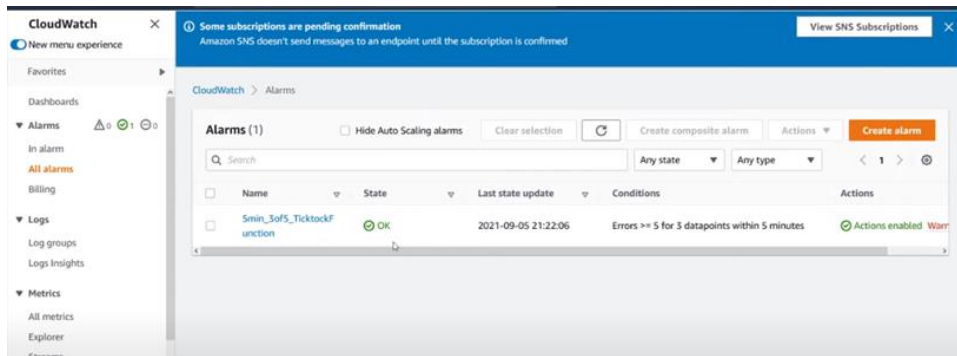 CloudWatch
New menu experience
Favorites
Dashboards
Alarms 0 1 0
In alarm
All alarms
Billing
Logs
Log groups
Logs Insights
Metrics
All metrics
Explorer
Some subscriptions are pending confirmation
Amazon SNS doesn't send messages to an endpoint until the subscription is confirmed
View SNS Subscriptions
CloudWatch > Alarms
Alarms (1)
Hide Auto Scaling alarms
Clear selection
Create composite alarm
Actions
Create alarm
Search
Any state
Any type
< 1 >
Name State Last state update Conditions Actions
5min_3of5_TicktockF
unction
OK
2021-09-05 21:22:06
Errors >= 5 for 3 datapoints within 5 minutes
Actions enabled Warn